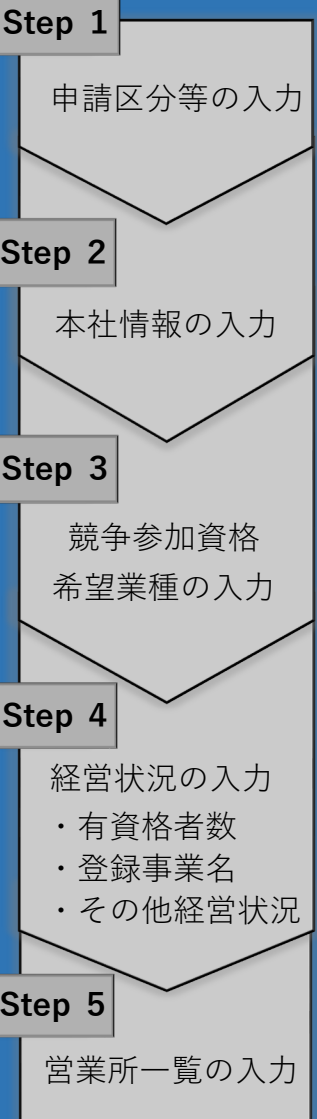 Step 1
申請区分等の入力
Step 2
本社情報の入力
Step 3
競争参加資格
希望業種の入力
Step 4
経営状況の入力
・有資格者数
・登録事業名
・その他経営状況
Step 5
営業所一覧の入力